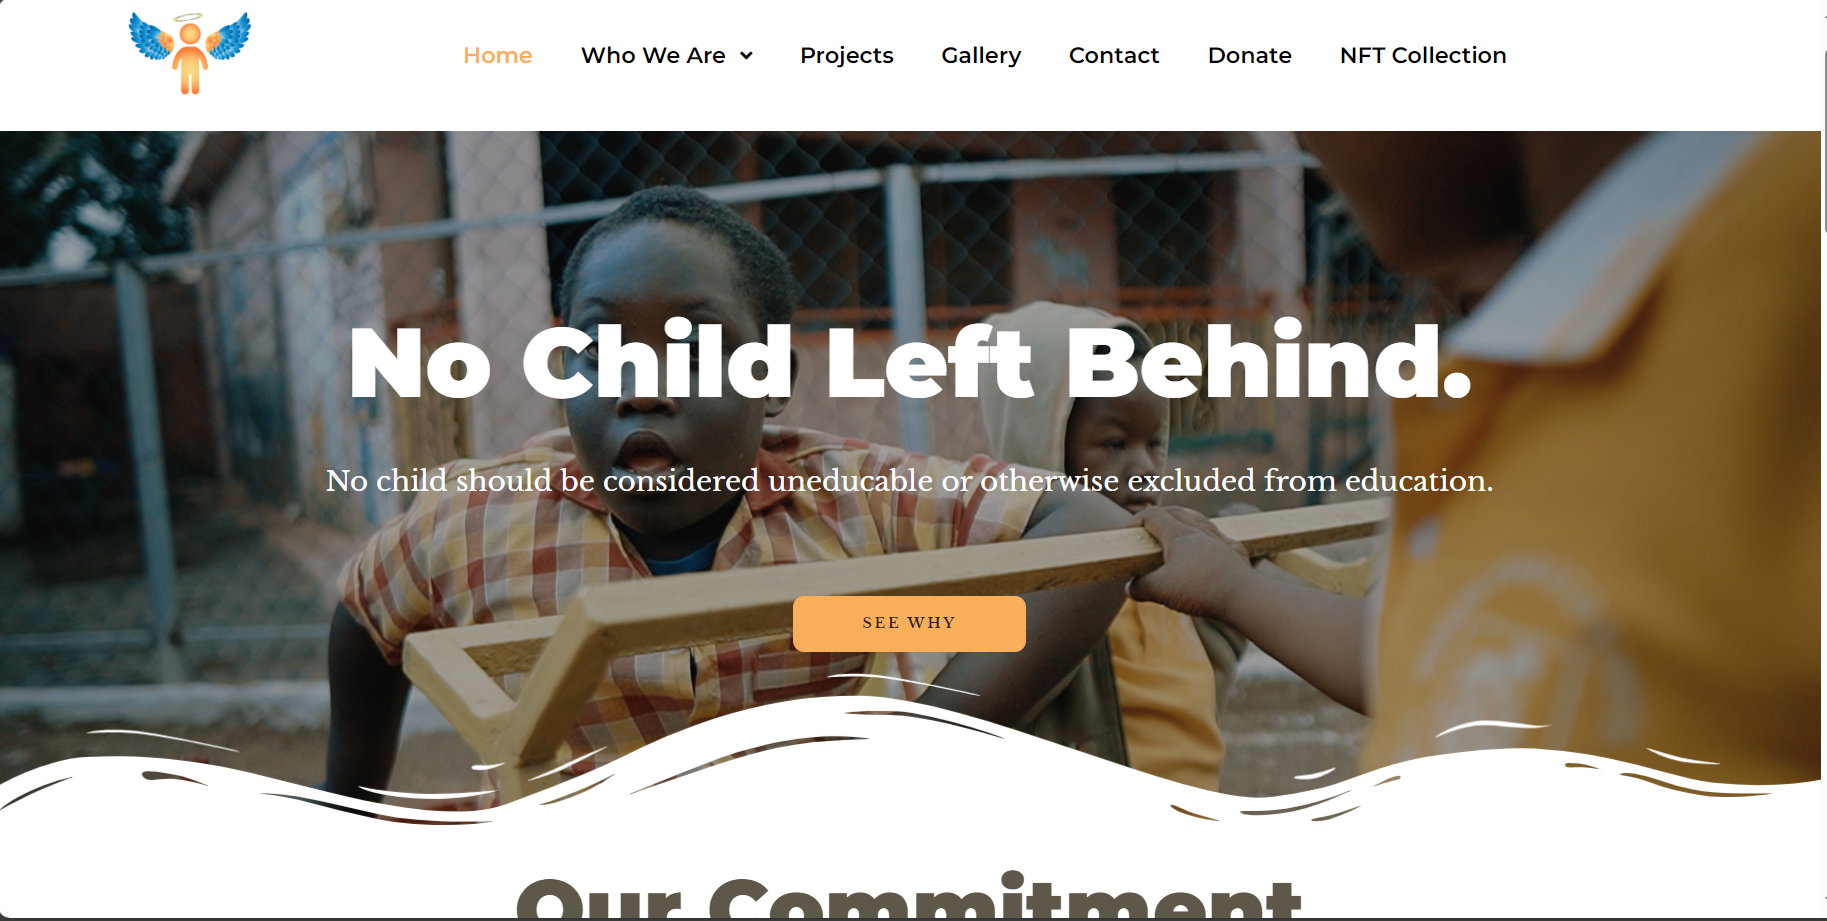 Home Who We Are Projects Gallery Contact Donate NFT Collection
No Child Left Behind.
No child should be considered uneducable or otherwise excluded from education.
SEE WHY
Our Commitment